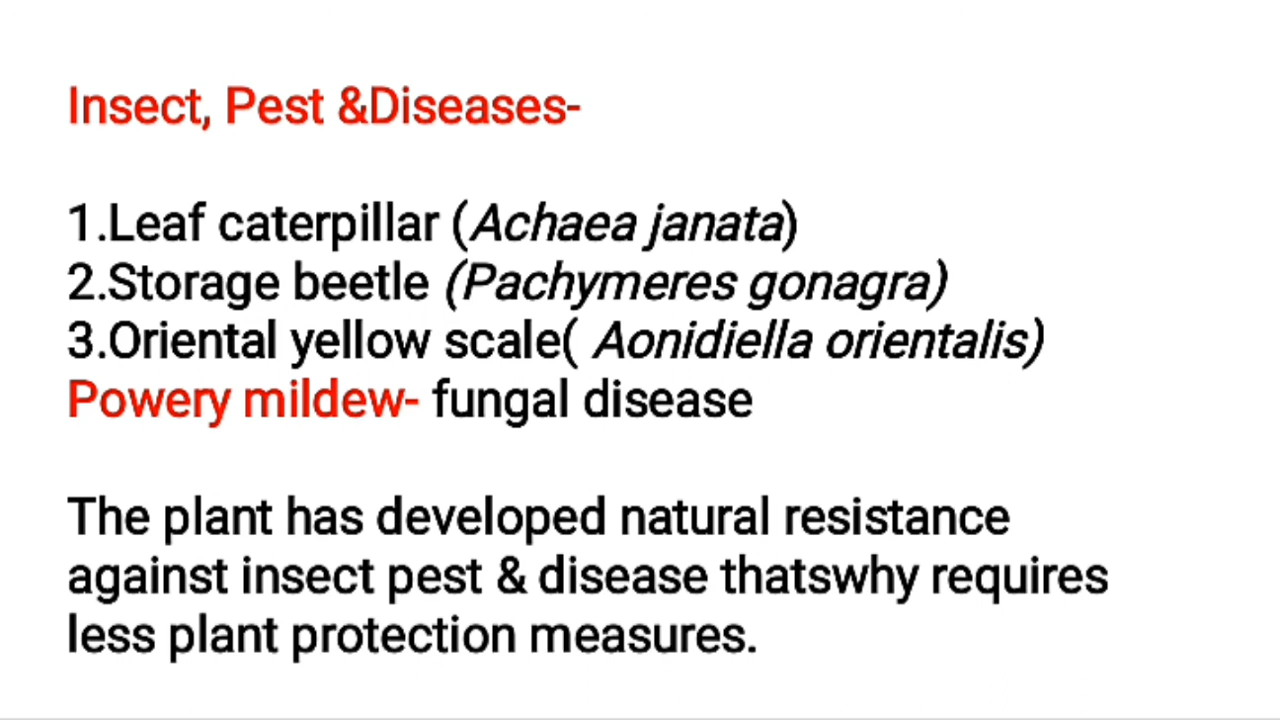 Insect, Pest &Diseases-
1.Leaf caterpillar (Achaea janata)
2.Storage beetle (Pachymeres gonagra)
3.Oriental yellow scale( Aonidiella orientalis)
Powery mildew- fungal disease
The plant has developed natural resistance
against insect pest & disease thatswhy requires
less plant protection measures.